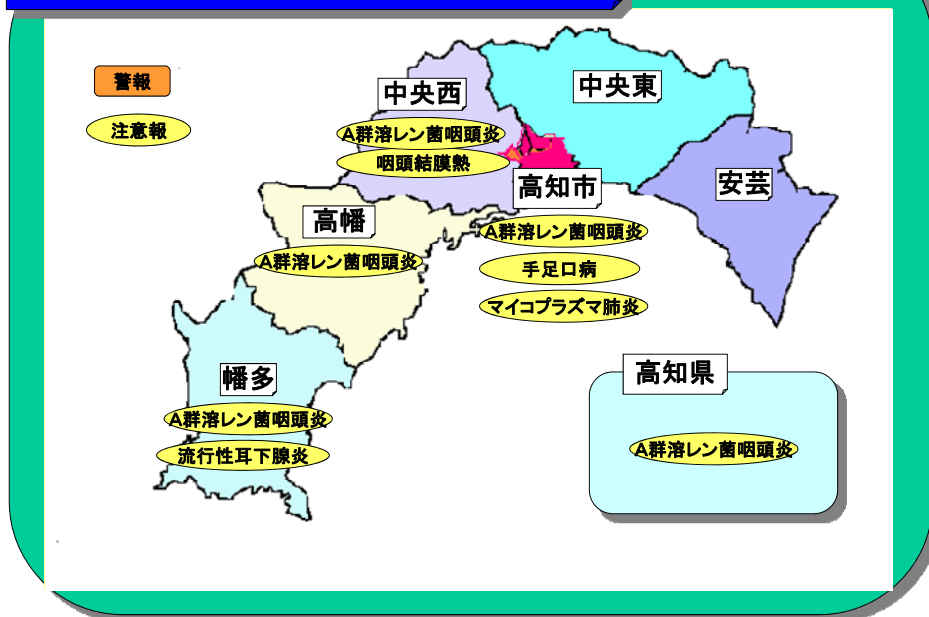 警報
注意報
中央西
A群溶レン菌咽頭炎
咽頭結膜熱
中央東
高知市
A群溶レン菌咽頭炎
手足口病
マイコプラズマ肺炎
安芸
高幡
A群溶レン菌咽頭炎
幡多
A群溶レン菌咽頭炎
流行性耳下腺炎
高知県
A群溶レン菌咽頭炎